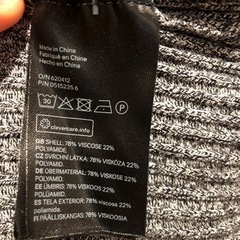 Made in China
Fabriqué en Chine
Hecho en China
O/N 620412
P/N 0515235-6
30
P
clevercare.info
GB SHELL: 78% VISCOSE 22%
POLYAMIDE.
CZ SVRCHNÍ LÁTKA: 78% VISKÓZA 22%
POLYAMID.
DE OBERMATERIAL: 78% VISKOSE 22%
POLYAMID.
EE ÜMBRIS: 78% VISKOOS 22%
POLÜAMIID.
ES TELA EXTERIOR: 78% viscosa 22%
poliamida.
FI PÄÄLLISKANGAS: 78% VISKOOSIA